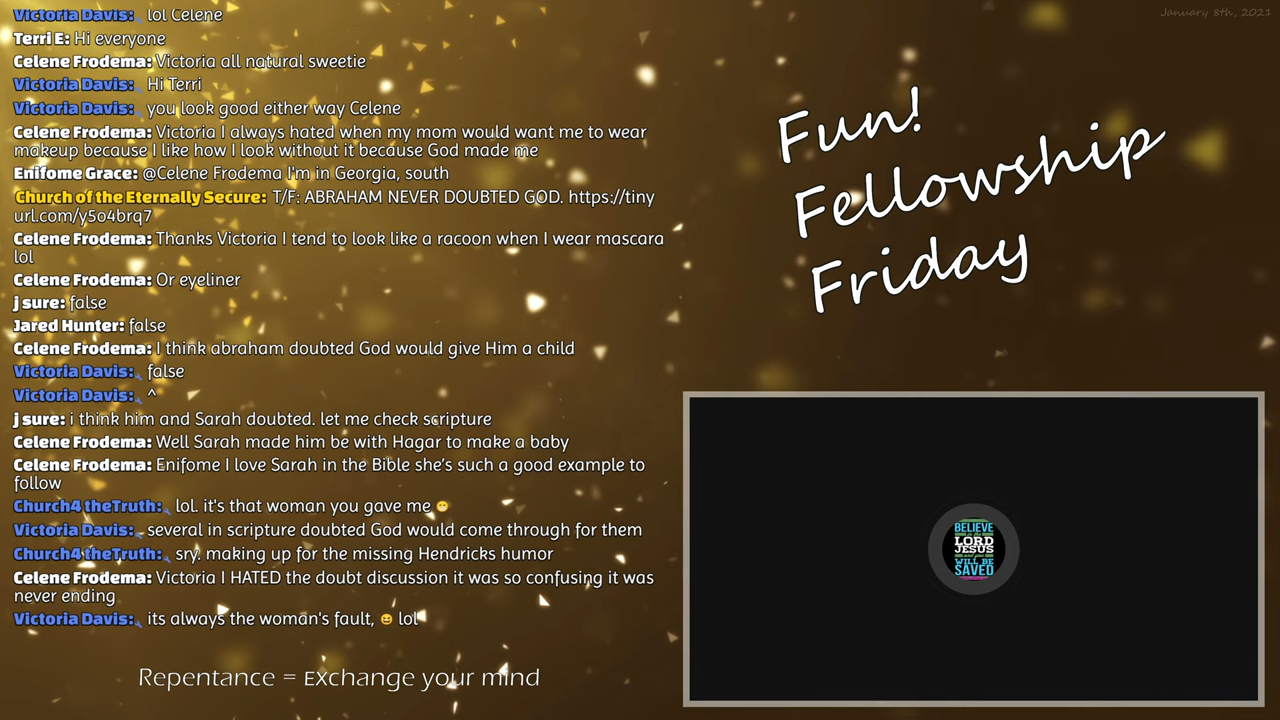 Victoria Davis: lol Celene
Terri E: Hi everyone
Celene Frodema: Victoria all natural sweetie
Victoria Davis: Hi Terri
Victoria Davis: you look good either way Celene
Celene Frodema: Victoria I always hated when my mom would want me to wear
makeup because I like how I look without it because God made me
Enifome Grace: @Celene Frodema I'm in Georgia, south
Church of the Eternally Secure: T/F: ABRAHAM NEVER DOUBTED GOD. https://tiny
url.com/y5o4brq7
Celene Frodema: Thanks Victoria I tend to look like a racoon when I wear mascara
lol
Celene Frodema: Or eyeliner
j sure: false
Jared Hunter: false
Celene Frodema: I think abraham doubted God would give Him a child
Victoria Davis: false
Victoria Davis: ^
j sure: i think him and Sarah doubted. let me check scripture
Celene Frodema: Well Sarah made him be with Hagar to make a baby
Celene Frodema: Enifome I love Sarah in the Bible she's such a good example to
follow
Church4 theTruth: lol. it's that woman you gave me 😁
Victoria Davis: several in scripture doubted God would come through for them
Church4 theTruth: sry. making up for the missing Hendricks humor
Celene Frodema: Victoria I HATED the doubt discussion it was so confusing it was
never ending
Victoria Davis: its always the woman's fault, 😆 lol
Repentance = Exchange your mind
January 8th, 2021
Fun!
Fellowship
Friday
BELIEVE
LORD
JESUS
WILL BE
SAVED